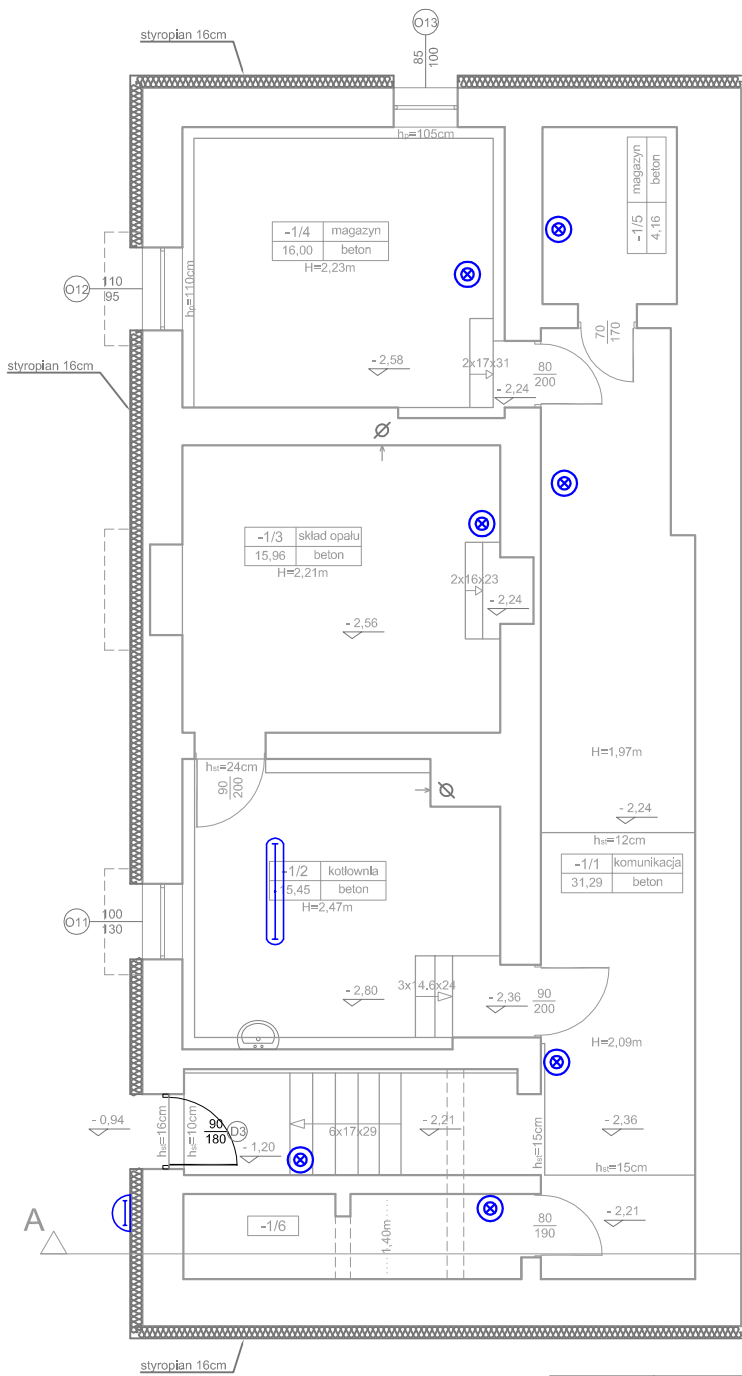 styropian 16cm
O13
85
100
hp=105cm
-1/4 magazyn
16,00 beton
H=2,23m
-1/5 magazyn
4,16 beton
O12
110
95
hp=110cm
styropian 16cm
- 2,58
2x17x31
- 2,24
80
200
70
170
-1/3 skład opału
15,96 beton
H=2,21m
2x16x23
- 2,24
- 2,56
H=1,97m
hst=24cm
90
200
- 2,24
hst=12cm
-1/1 komunikacja
31,29 beton
-1/2 kotłownia
15,45 beton
H=2,47m
O11
100
130
- 2,80
3x14.6x24
- 2,36
90
200
H=2,09m
- 0,94
hst=16cm
hst=10cm
90
180
D3
- 1,20
6x17x29
- 2,21
hst=15cm
- 2,36
hst=15cm
A
-1/6
1,40m
80
190
- 2,21
styropian 16cm